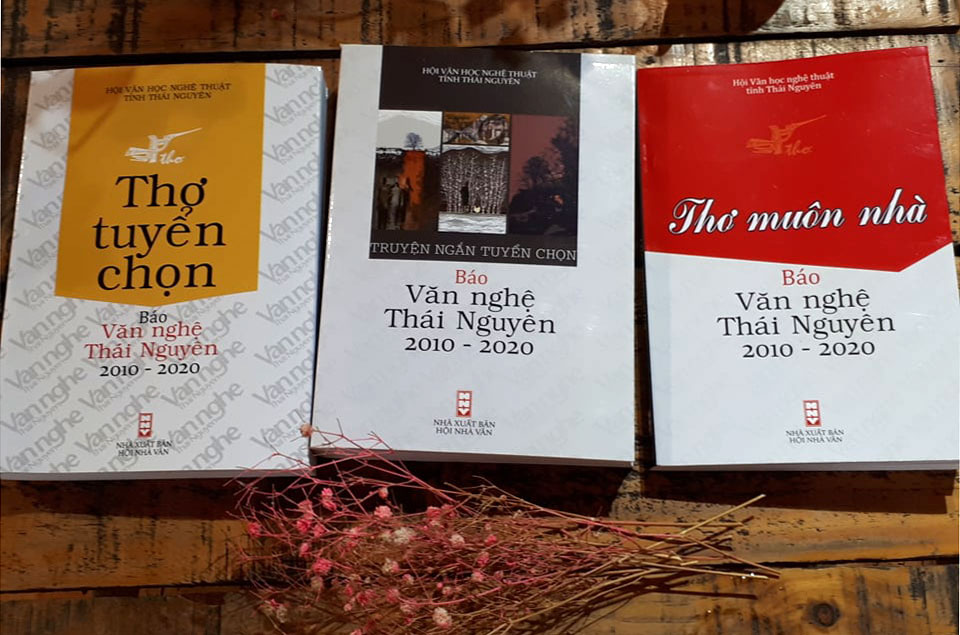 HỘI VĂN HỌC NGHỆ THUẬT
TỈNH THÁI NGUYÊN
thơ
Thơ
tuyển
chọn
Báo
Văn nghệ
Thái Nguyên
2010 - 2020
NHÀ XUẤT BẢN
HỘI NHÀ VĂN
HỘI VĂN HỌC NGHỆ THUẬT
TỈNH THÁI NGUYÊN
TRUYỆN NGẮN TUYỂN CHỌN
Báo
Văn nghệ
Thái Nguyên
2010 - 2020
NHÀ XUẤT BẢN
HỘI NHÀ VĂN
Hội Văn học nghệ thuật
tỉnh Thái Nguyên
thơ
Thơ muôn nhà
Báo
Văn nghệ
Thái Nguyên
2010 - 2020
NHÀ XUẤT BẢN
HỘI NHÀ VĂN